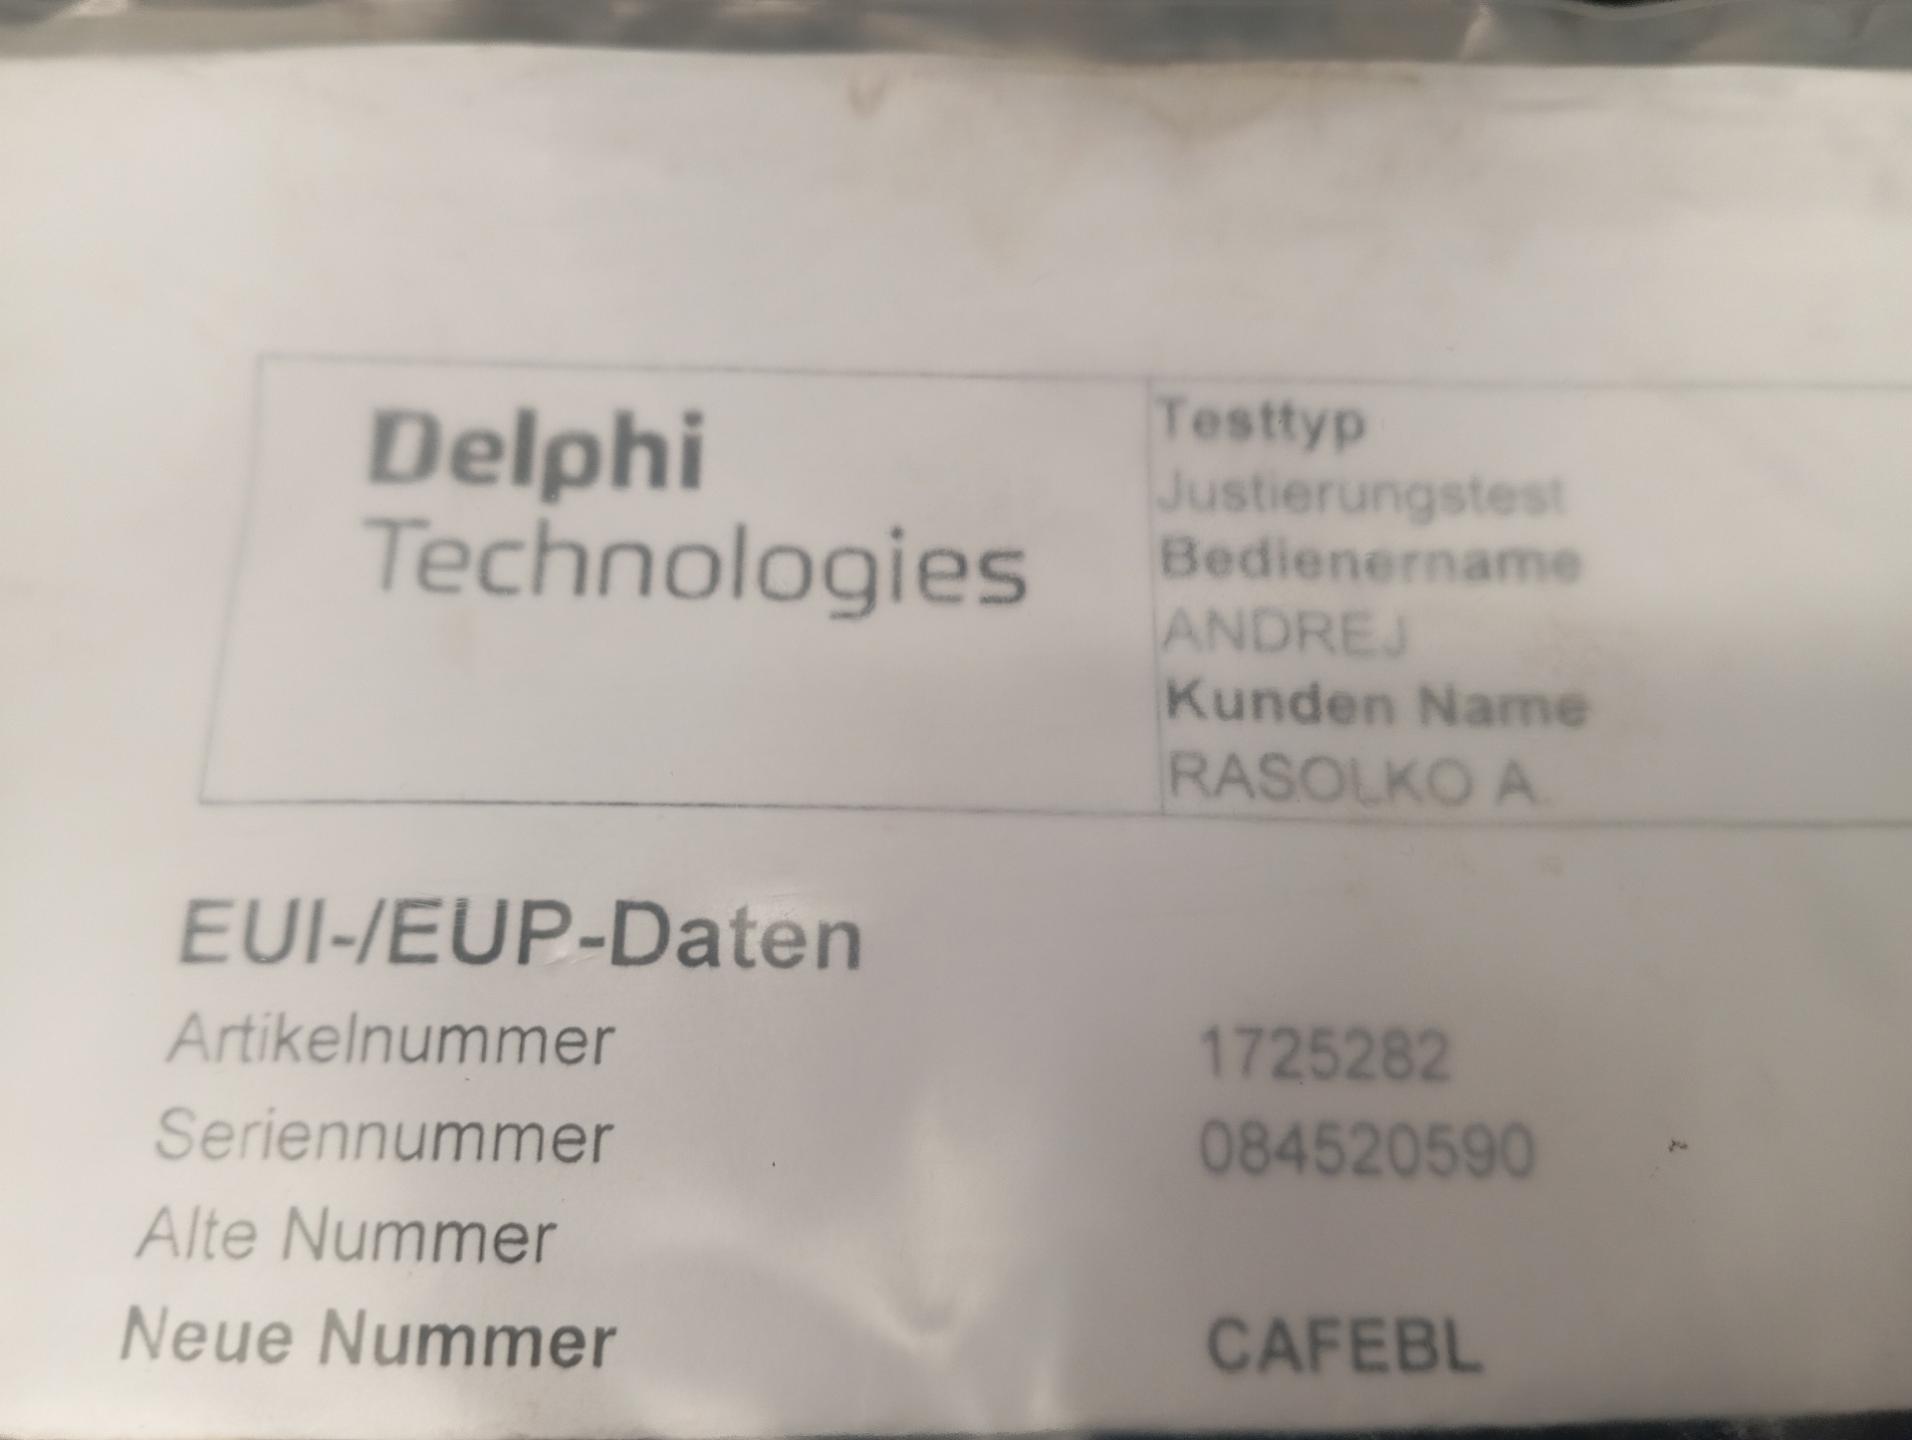 Delphi
Technologies
Testtyp
Justierungstest
Bedienername
ANDREJ
Kunden Name
RASOLKO A.
EUI-/EUP-Daten
Artikelnummer 1725282
Seriennummer 084520590
Alte Nummer
Neue Nummer CAFEBL